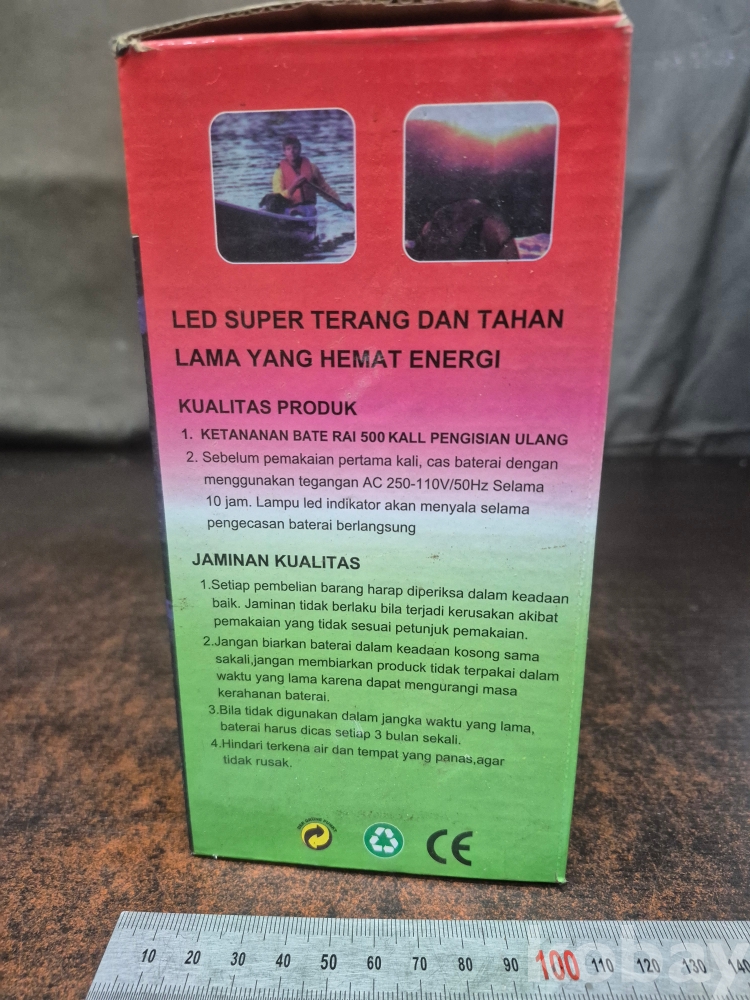 LED SUPER TERANG DAN TAHAN
LAMA YANG HEMAT ENERGI
KUALITAS PRODUK
1. KETANANAN BATE RAI 500 KALL PENGISIAN ULANG
2. Sebelum pemakaian pertama kali, cas baterai dengan
menggunakan tegangan AC 250-110V/50Hz Selama
10 jam. Lampu led indikator akan menyala selama
pengecasan baterai berlangsung
JAMINAN KUALITAS
1.Setiap pembelian barang harap diperiksa dalam keadaan
baik. Jaminan tidak berlaku bila terjadi kerusakan akibat
pemakaian yang tidak sesuai petunjuk pemakaian.
2.Jangan biarkan baterai dalam keadaan kosong sama
sakali,jangan membiarkan produck tidak terpakai dalam
waktu yang lama karena dapat mengurangi masa
kerahanan baterai.
3.Bila tidak digunakan dalam jangka waktu yang lama,
baterai harus dicas setiap 3 bulan sekali.
4.Hindari terkena air dan tempat yang panas,agar
tidak rusak.
CE
10 20 30 40 50 60 70 80 90 100 110 120 130 140